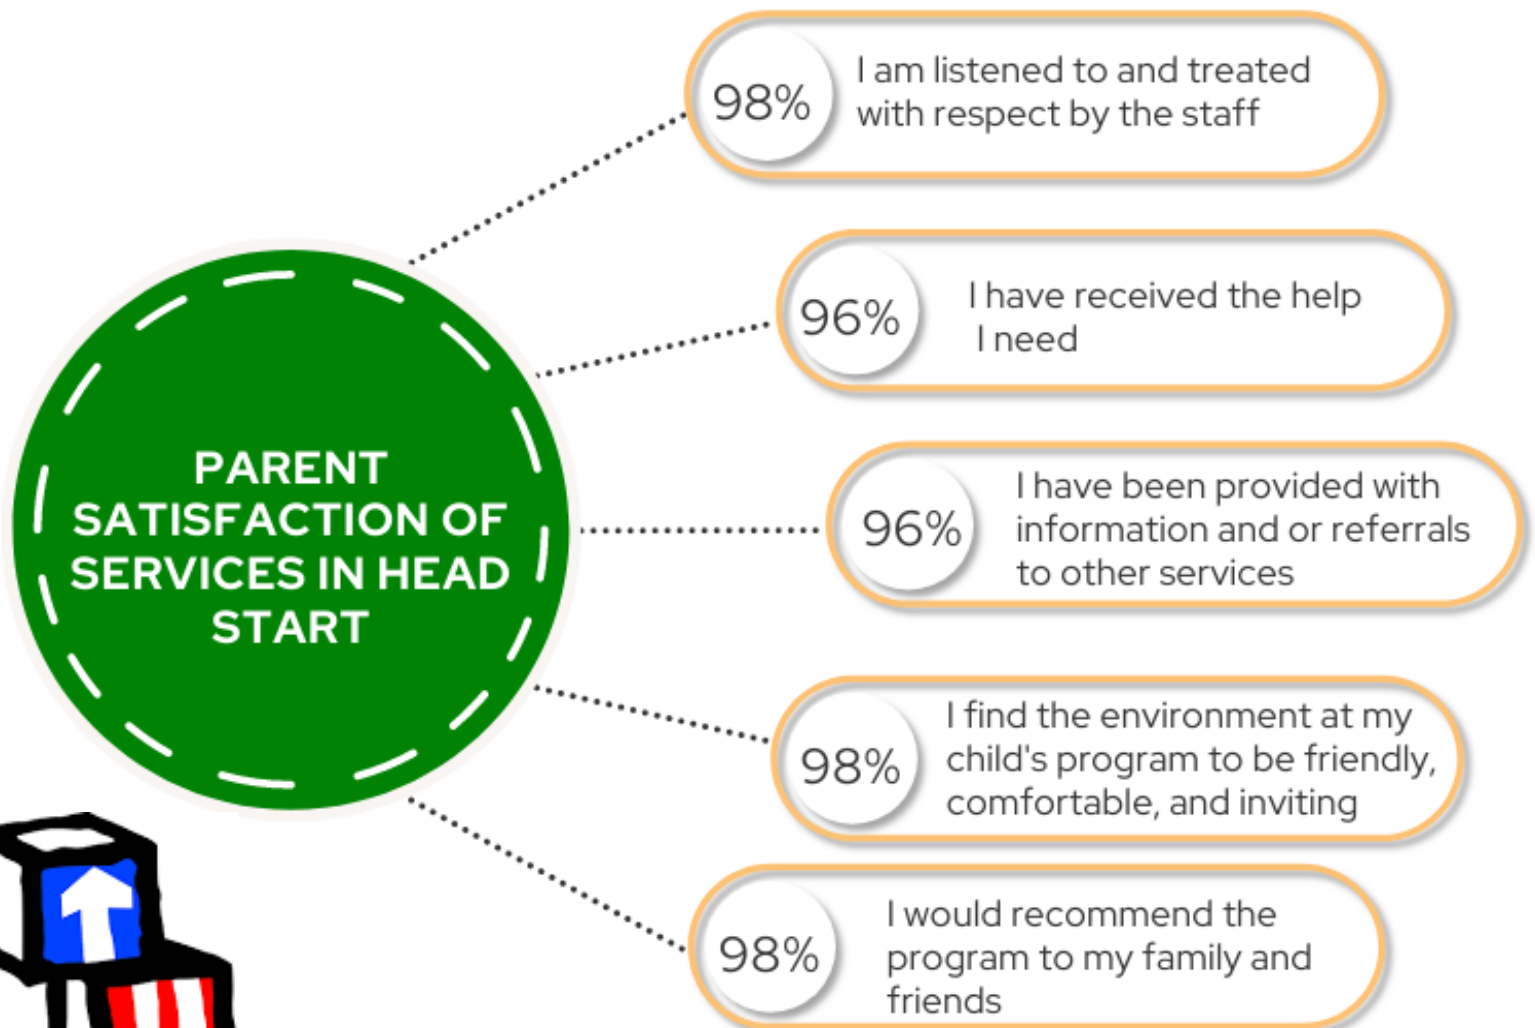 98%
I am listened to and treated
with respect by the staff
96%
I have received the help
I need
PARENT
SATISFACTION OF
SERVICES IN HEAD
START
96%
I have been provided with
information and or referrals
to other services
98%
I find the environment at my
child's program to be friendly,
comfortable, and inviting
98%
I would recommend the
program to my family and
friends